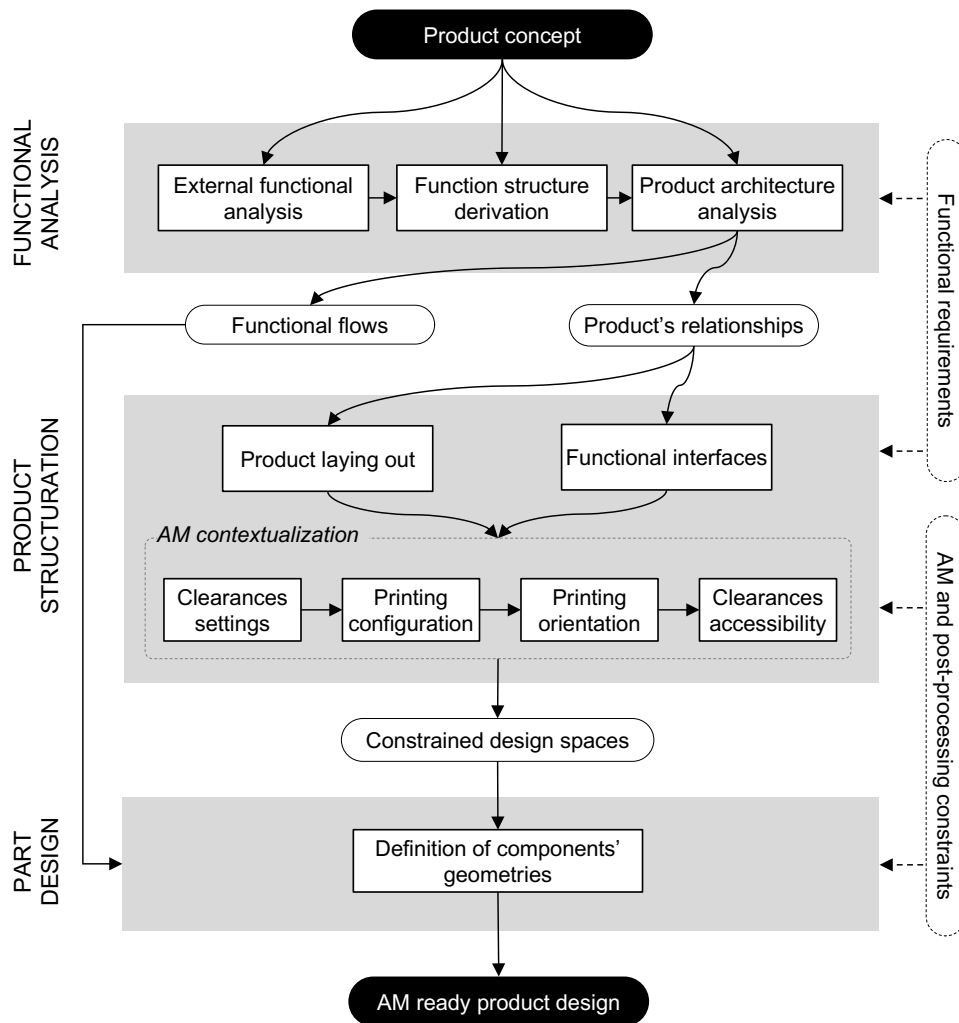 Product concept
FUNCTIONAL
ANALYSIS
External functional
analysis
Function structure
derivation
Product architecture
analysis
Functional requirements
Functional flows
Product's relationships
PRODUCT
STRUCTURATION
Product laying out
Functional interfaces
AM contextualization
Clearances
settings
Printing
configuration
Printing
orientation
Clearances
accessibility
AM and post-processing constraints
Constrained design spaces
PART
DESIGN
Definition of components'
geometries
AM ready product design